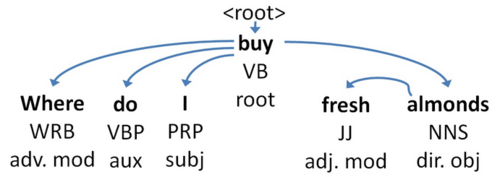 <root>
buy
VB
root
Where do I fresh almonds
WRB VBP PRP JJ NNS
adv. mod aux subj adj. mod dir. obj